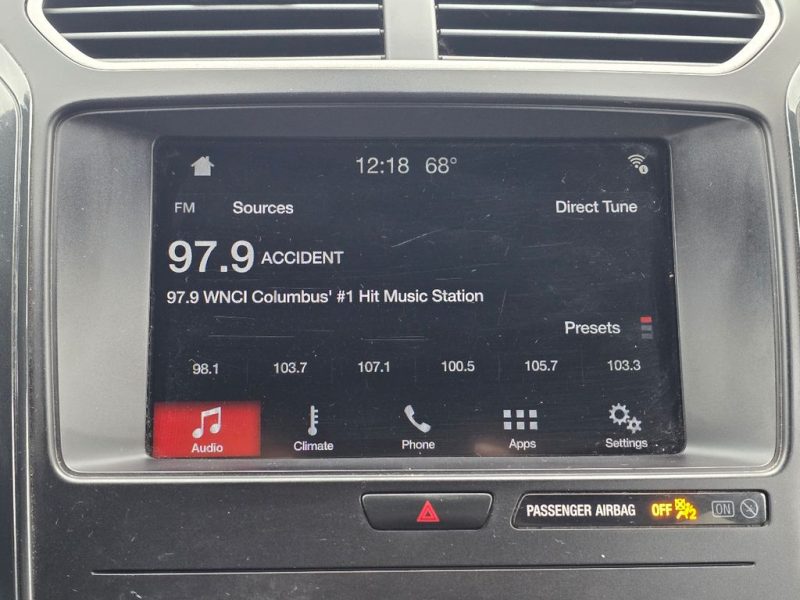 12:18 68°
FM Sources Direct Tune
97.9 ACCIDENT
97.9 WNCI Columbus' #1 Hit Music Station
Presets
98.1 103.7 107.1 100.5 105.7 103.3
Audio Climate Phone Apps Settings
PASSENGER AIRBAG OFF 2 ON